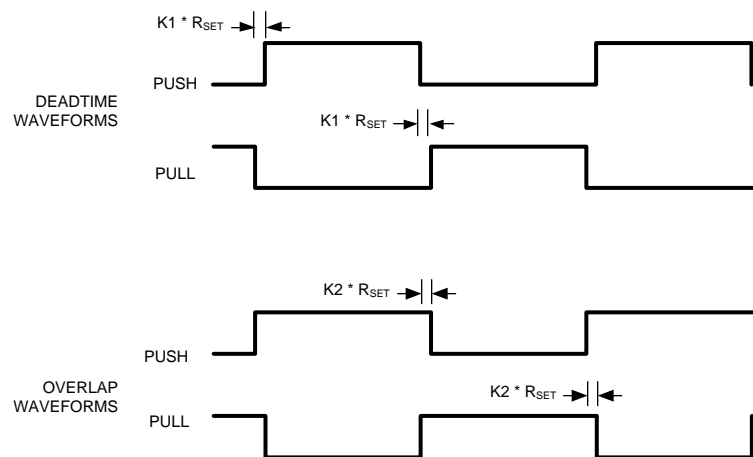 K1 * RSET
PUSH
DEADTIME
WAVEFORMS
K1 * RSET
PULL
K2 * RSET
PUSH
OVERLAP
WAVEFORMS
K2 * RSET
PULL